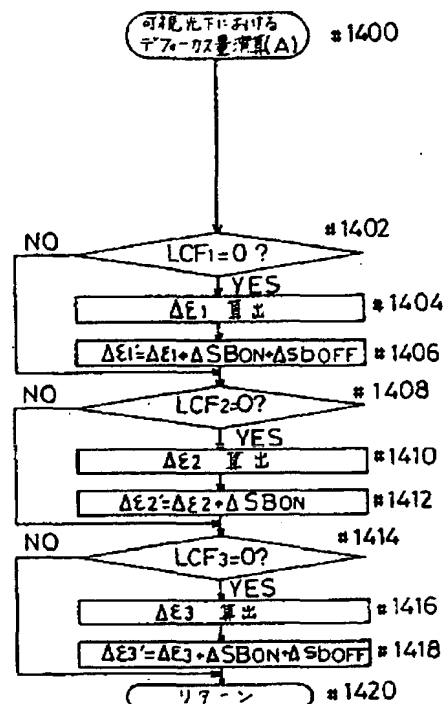 可視光下における #1400
デフォーカス量演算(A)
#1402
NO LCF1=0?
YES
Δε1 算出 #1404
Δε1'=Δε1+ΔSBON+ΔsbOFF #1406
#1408
NO LCF2=0?
YES
Δε2 算出 #1410
Δε2'=Δε2+ΔSBON #1412
#1414
NO LCF3=0?
YES
Δε3 算出 #1416
Δε3'=Δε3+ΔSBON+ΔsbOFF #1418
リターン #1420